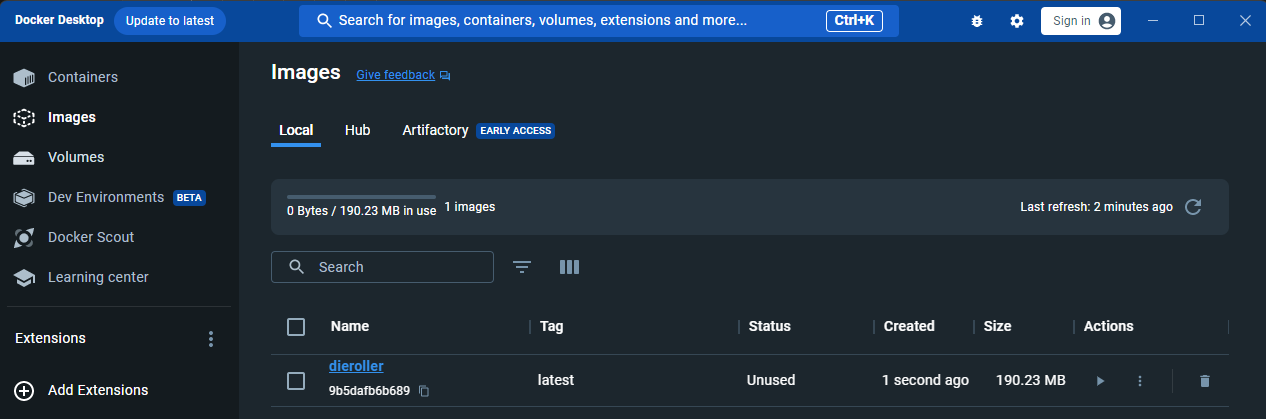 Docker Desktop Update to latest Search for images, containers, volumes, extensions and more... Ctrl+K Sign in
Containers
Images
Volumes
Dev Environments BETA
Docker Scout
Learning center
Extensions
Add Extensions
Images Give feedback
Local Hub Artifactory EARLY ACCESS
0 Bytes / 190.23 MB in use 1 images Last refresh: 2 minutes ago
Search
Name Tag Status Created Size Actions
dieroller latest Unused 1 second ago 190.23 MB
9b5dafb6b689